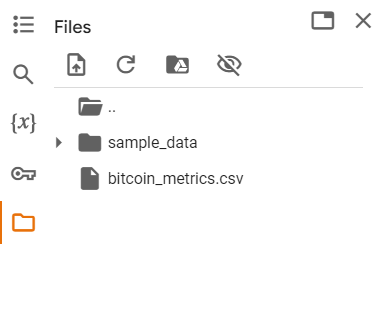 Files
{x}
..
sample_data
bitcoin_metrics.csv